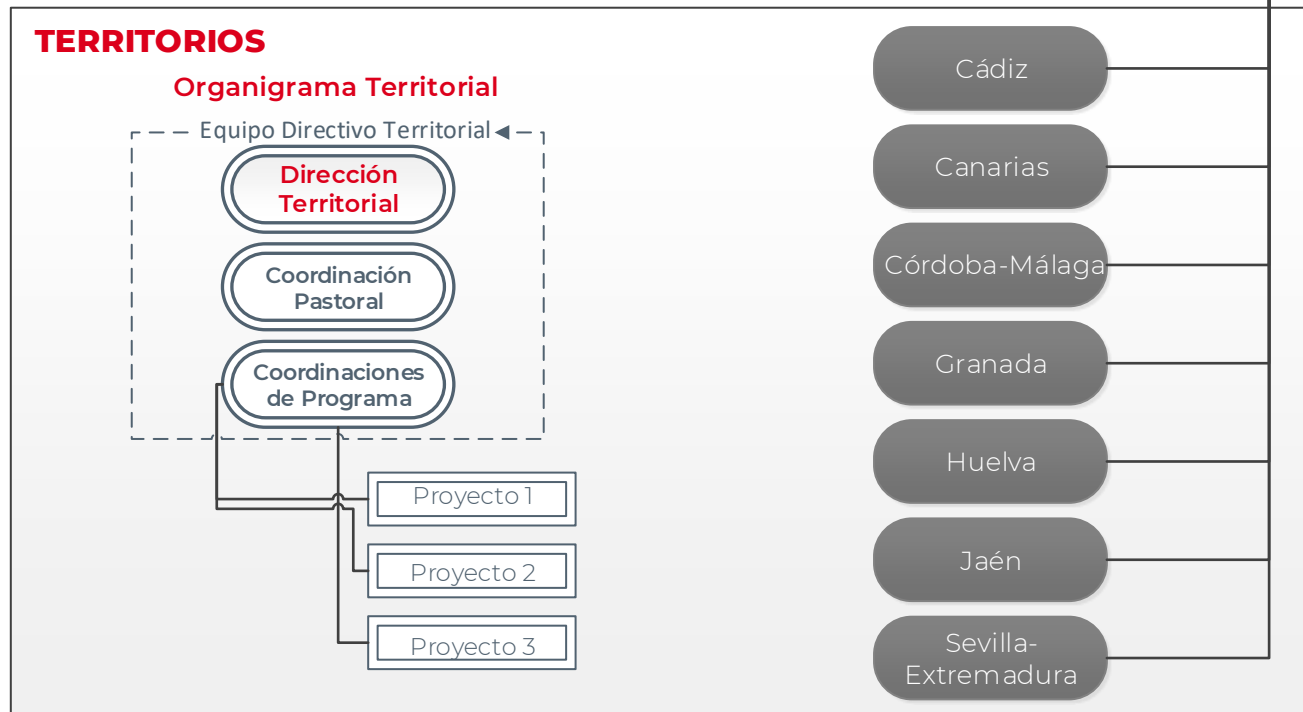 TERRITORIOS
Organigrama Territorial
Equipo Directivo Territorial
Dirección
Territorial
Coordinación
Pastoral
Coordinaciones
de Programa
Proyecto 1
Proyecto 2
Proyecto 3
Cádiz
Canarias
Córdoba-Málaga
Granada
Huelva
Jaén
Sevilla-
Extremadura